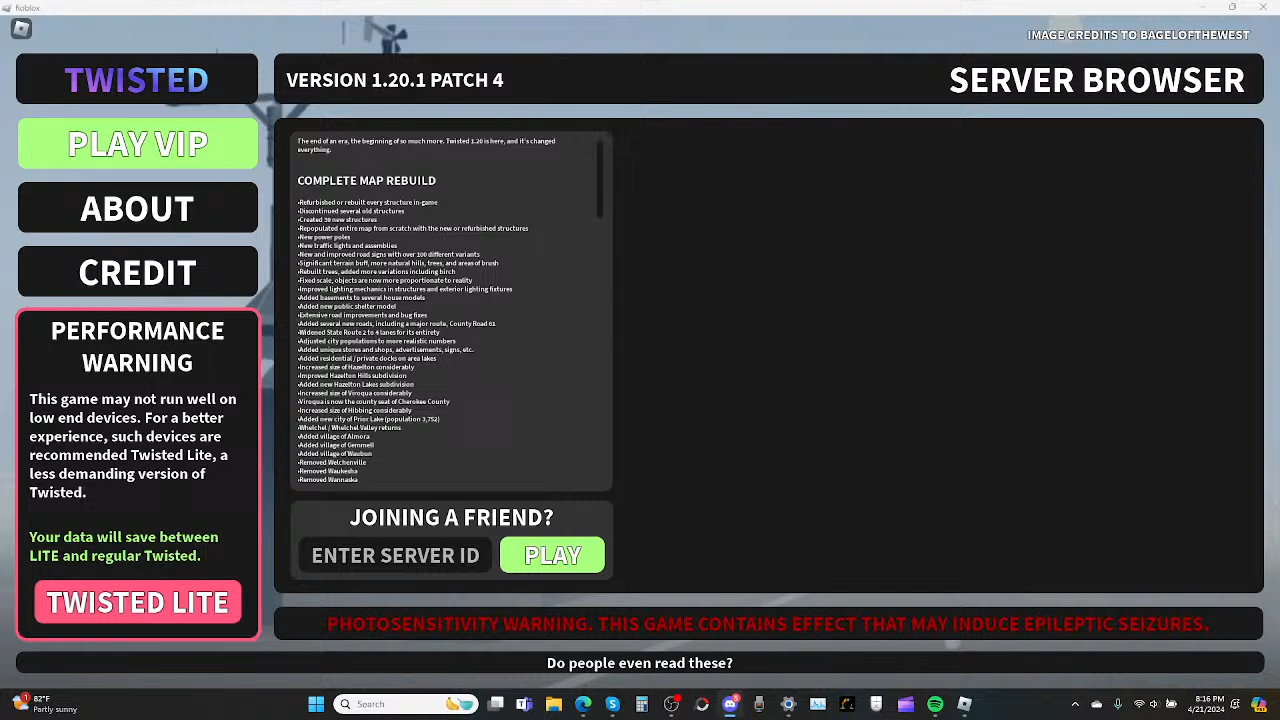 Roblox
IMAGE CREDITS TO BAGELOFTHEWEST
TWISTED
VERSION 1.20.1 PATCH 4
SERVER BROWSER
PLAY VIP
ABOUT
CREDIT
PERFORMANCE
WARNING
This game may not run well on
low end devices. For a better
experience, such devices are
recommended Twisted Lite, a
less demanding version of
Twisted.
Your data will save between
LITE and regular Twisted.
TWISTED LITE
The end of an era, the beginning of so much more. Twisted 1.20 is here, and it's changed
everything.
COMPLETE MAP REBUILD
•Refurbished or rebuilt every structure in-game
•Discontinued several old structures
•Created 39 new structures
•Repopulated entire map from scratch with the new or refurbished structures
•New power poles
•New traffic lights and assemblies
•New and improved road signs with over 100 different variants
•Significant terrain buff, more natural hills, trees, and areas of brush
•Rebuilt trees, added more variations including birch
•Fixed scale, objects are now more proportionate to reality
•Improved lighting mechanics in structures and exterior lighting fixtures
•Added basements to several house models
•Added new public shelter model
•Extensive road improvements and bug fixes
•Added several new roads, including a major route, County Road 61
•Widened State Route 2 to 4 lanes for its entirety
•Adjusted city populations to more realistic numbers
•Added unique stores and shops, advertisements, signs, etc.
•Added residential / private docks on area lakes
•Increased size of Hazelton considerably
•Improved Hazelton Hills subdivision
•Added new Hazelton Lakes subdivision
•Increased size of Viroqua considerably
•Viroqua is now the county seat of Cherokee County
•Increased size of Hibbing considerably
•Added new city of Prior Lake (population 3,752)
•Whelchel / Whelchel Valley returns
•Added village of Almora
•Added village of Gemmell
•Added village of Waubun
•Removed Welchenville
•Removed Waukesha
•Removed Wannaska
JOINING A FRIEND?
ENTER SERVER ID
PLAY
PHOTOSENSITIVITY WARNING. THIS GAME CONTAINS EFFECT THAT MAY INDUCE EPILEPTIC SEIZURES.
Do people even read these?
1
82°F
Partly sunny
Search
5
8:16 PM
4/21/2024